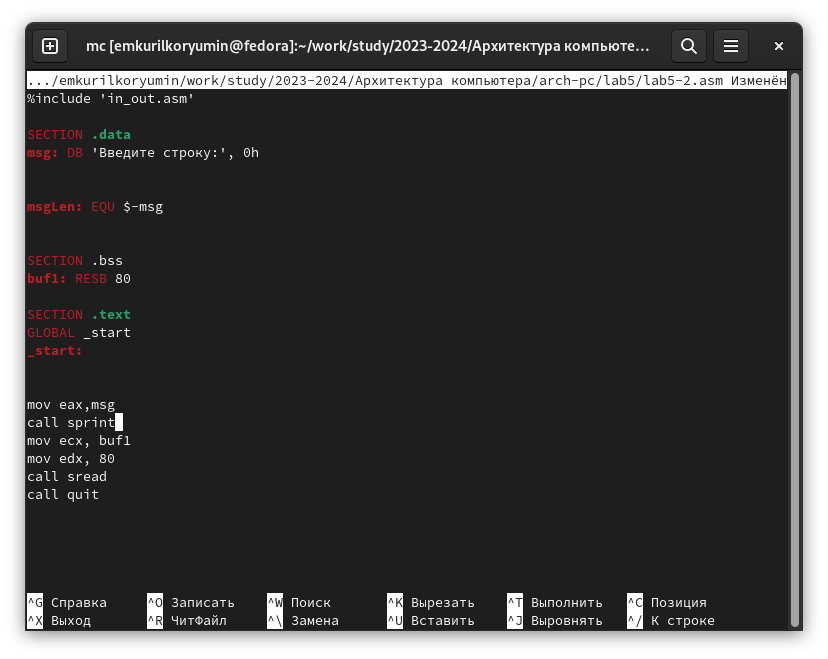 mc [emkurilkoryumin@fedora]:~/work/study/2023-2024/Архитектура компьюте...
.../emkurilkoryumin/work/study/2023-2024/Архитектура компьютера/arch-pc/lab5/lab5-2.asm Изменён
%include 'in_out.asm'
SECTION .data
msg: DB 'Введите строку:', 0h
msgLen: EQU $-msg
SECTION .bss
buf1: RESB 80
SECTION .text
GLOBAL _start
_start:
mov eax,msg
call sprint
mov ecx, buf1
mov edx, 80
call sread
call quit
^G Справка ^O Записать ^W Поиск ^K Вырезать ^T Выполнить ^C Позиция
^X Выход ^R ЧитФайл ^\ Замена ^U Вставить ^J Выровнять ^/ К строке